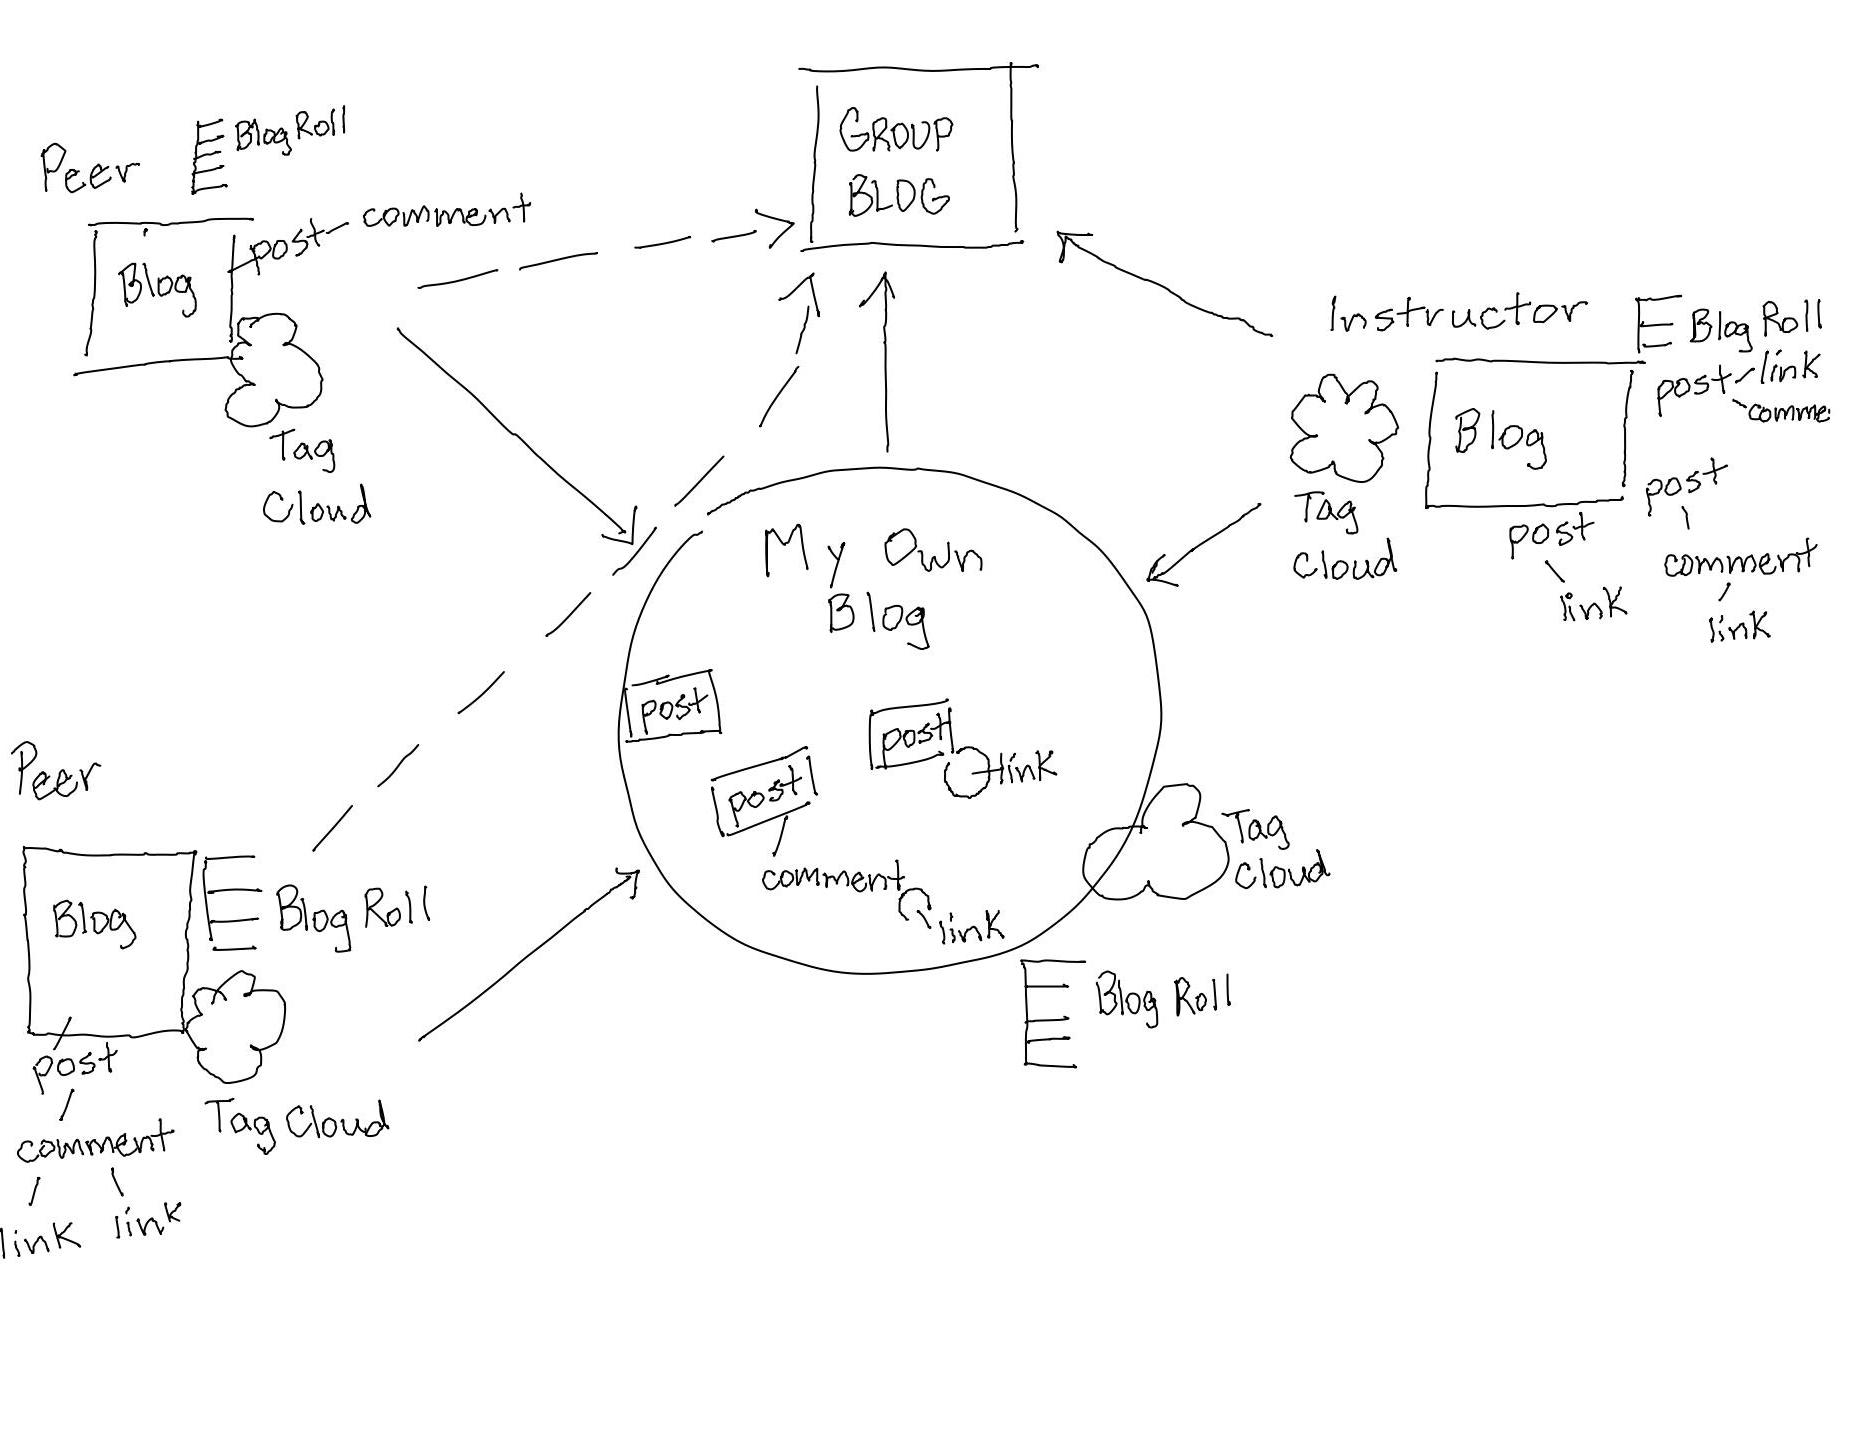 GROUP
BLOG
Peer
Blog Roll
Blog
post
comment
Tag
Cloud
Instructor
Blog Roll
Blog
post
link
comme
Tag
Cloud
post
link
post
comment
link
My Own
Blog
post
post
comment
link
post
link
Tag
Cloud
Blog Roll
Peer
Blog
Blog Roll
Tag Cloud
post
comment
link
link